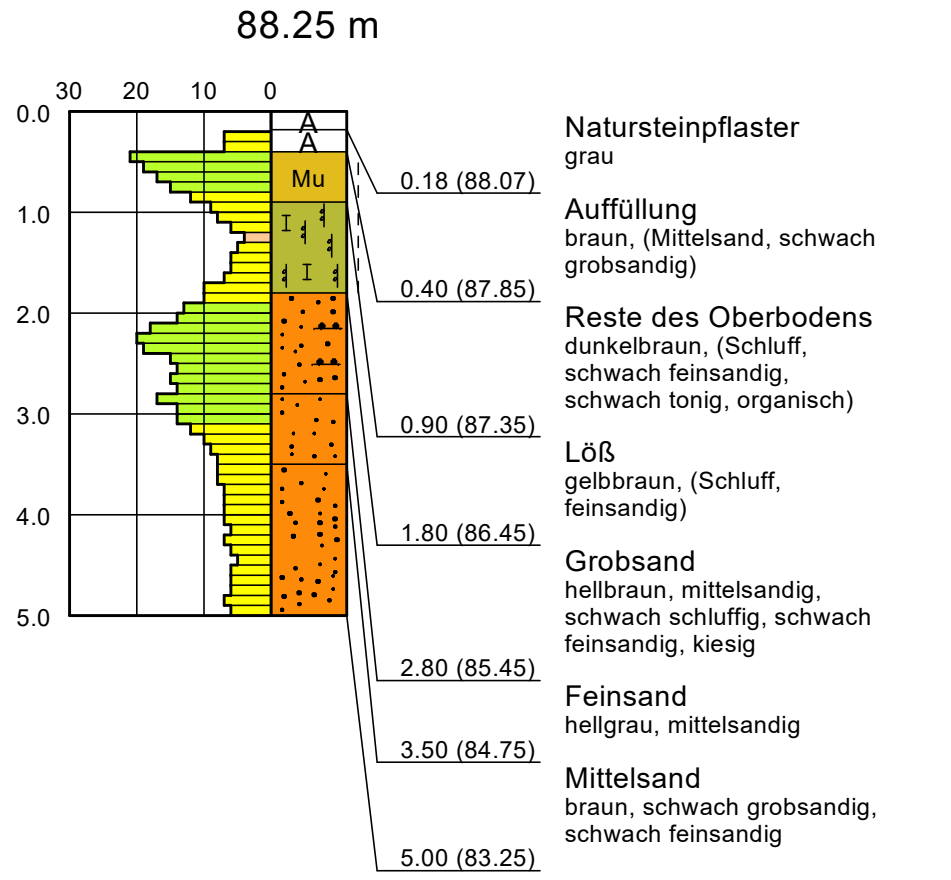 88.25 m
30 20 10 0
0.0
1.0
2.0
3.0
4.0
5.0
A
A
Mu
0.18 (88.07)
0.40 (87.85)
0.90 (87.35)
1.80 (86.45)
2.80 (85.45)
3.50 (84.75)
5.00 (83.25)
Natursteinpflaster
grau
Auffüllung
braun, (Mittelsand, schwach
grobsandig)
Reste des Oberbodens
dunkelbraun, (Schluff,
schwach feinsandig,
schwach tonig, organisch)
Löß
gelbbraun, (Schluff,
feinsandig)
Grobsand
hellbraun, mittelsandig,
schwach schluffig, schwach
feinsandig, kiesig
Feinsand
hellgrau, mittelsandig
Mittelsand
braun, schwach grobsandig,
schwach feinsandig